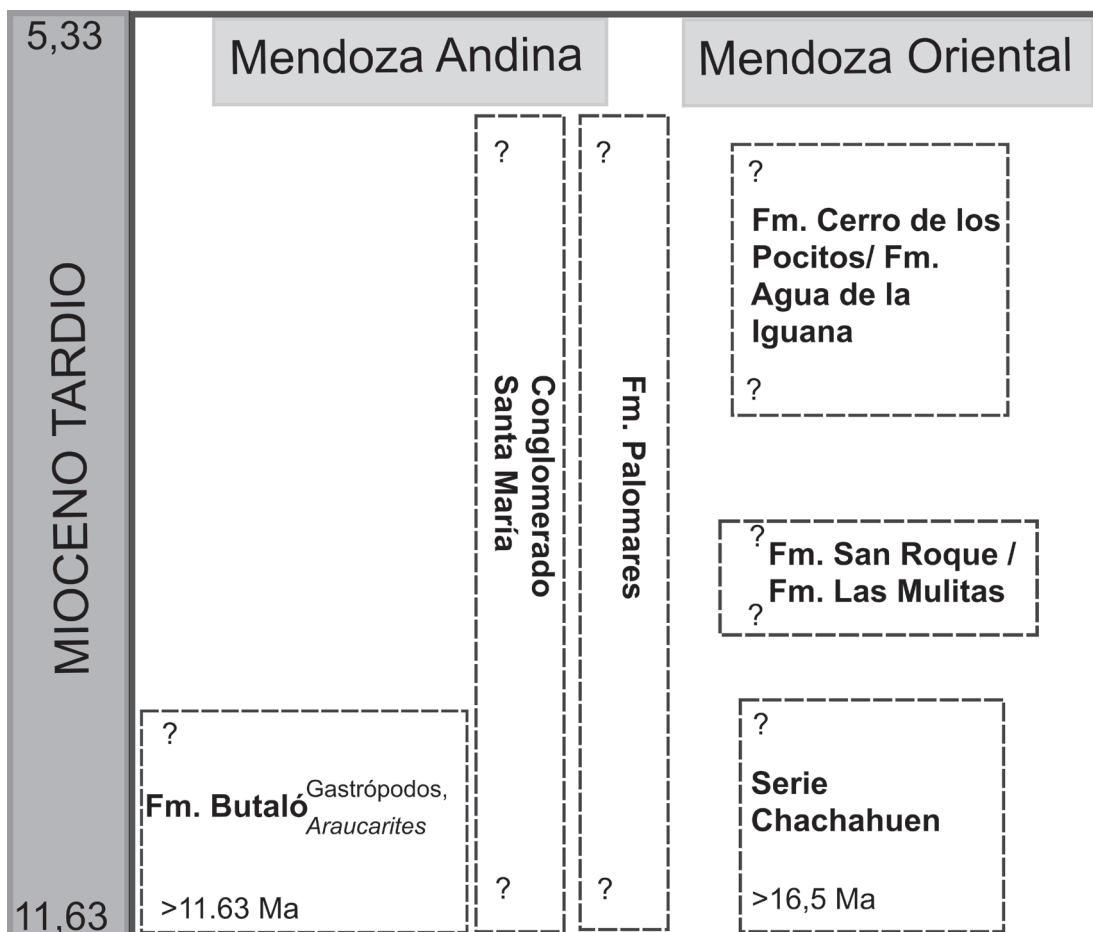 5,33
MIOCENO TARDIO
11,63
Mendoza Andina
Mendoza Oriental
?
Conglomerado
Santa María
?
?
Fm. Palomares
?
?
Fm. Butaló
Gastrópodos,
Araucarites
>11.63 Ma
?
Fm. Cerro de los
Pocitos/ Fm.
Agua de la
Iguana
?
?
Fm. San Roque /
Fm. Las Mulitas
?
?
Serie
Chachahuen
>16,5 Ma